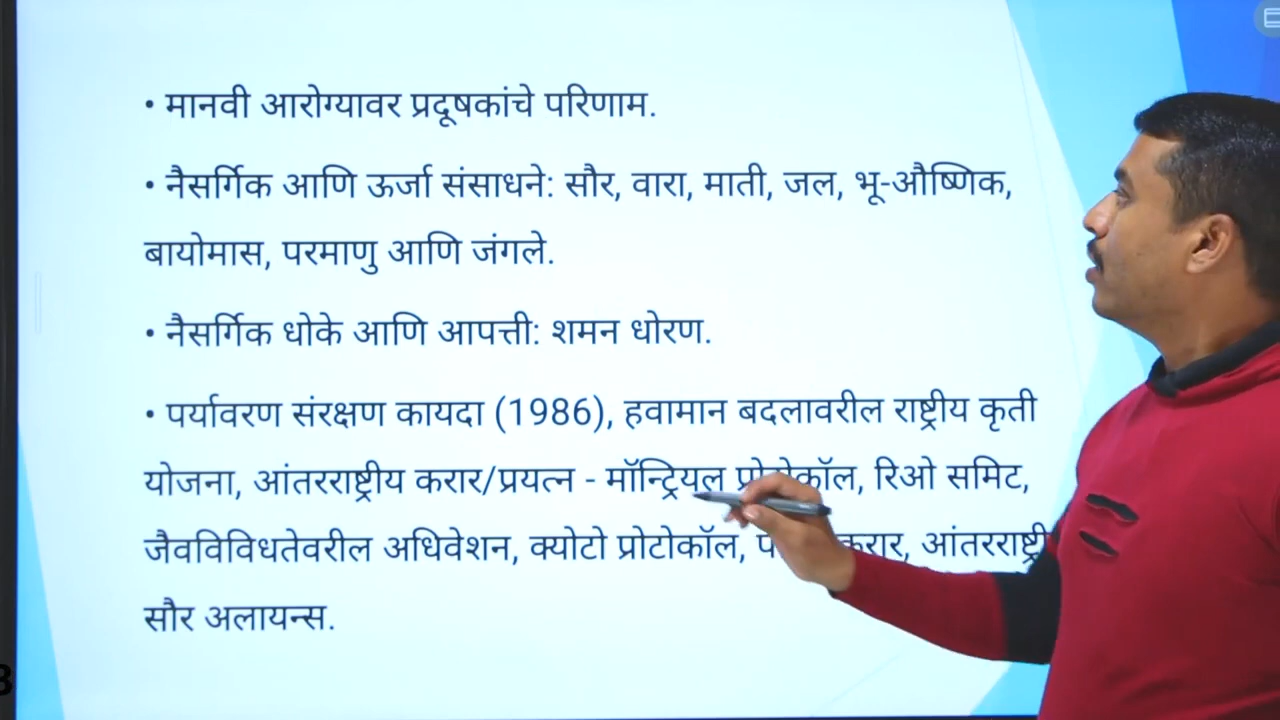 • मानवी आरोग्यावर प्रदूषकांचे परिणाम.
• नैसर्गिक आणि ऊर्जा संसाधने: सौर, वारा, माती, जल, भू-औष्णिक,
बायोमास, परमाणु आणि जंगले.
• नैसर्गिक धोके आणि आपत्ती: शमन धोरण.
• पर्यावरण संरक्षण कायदा (1986), हवामान बदलावरील राष्ट्रीय कृती
योजना, आंतरराष्ट्रीय करार/प्रयत्न - मॉन्ट्रियल प्रोटोकॉल, रिओ समिट,
जैवविविधतेवरील अधिवेशन, क्योटो प्रोटोकॉल, करार,
सौर अलायन्स.